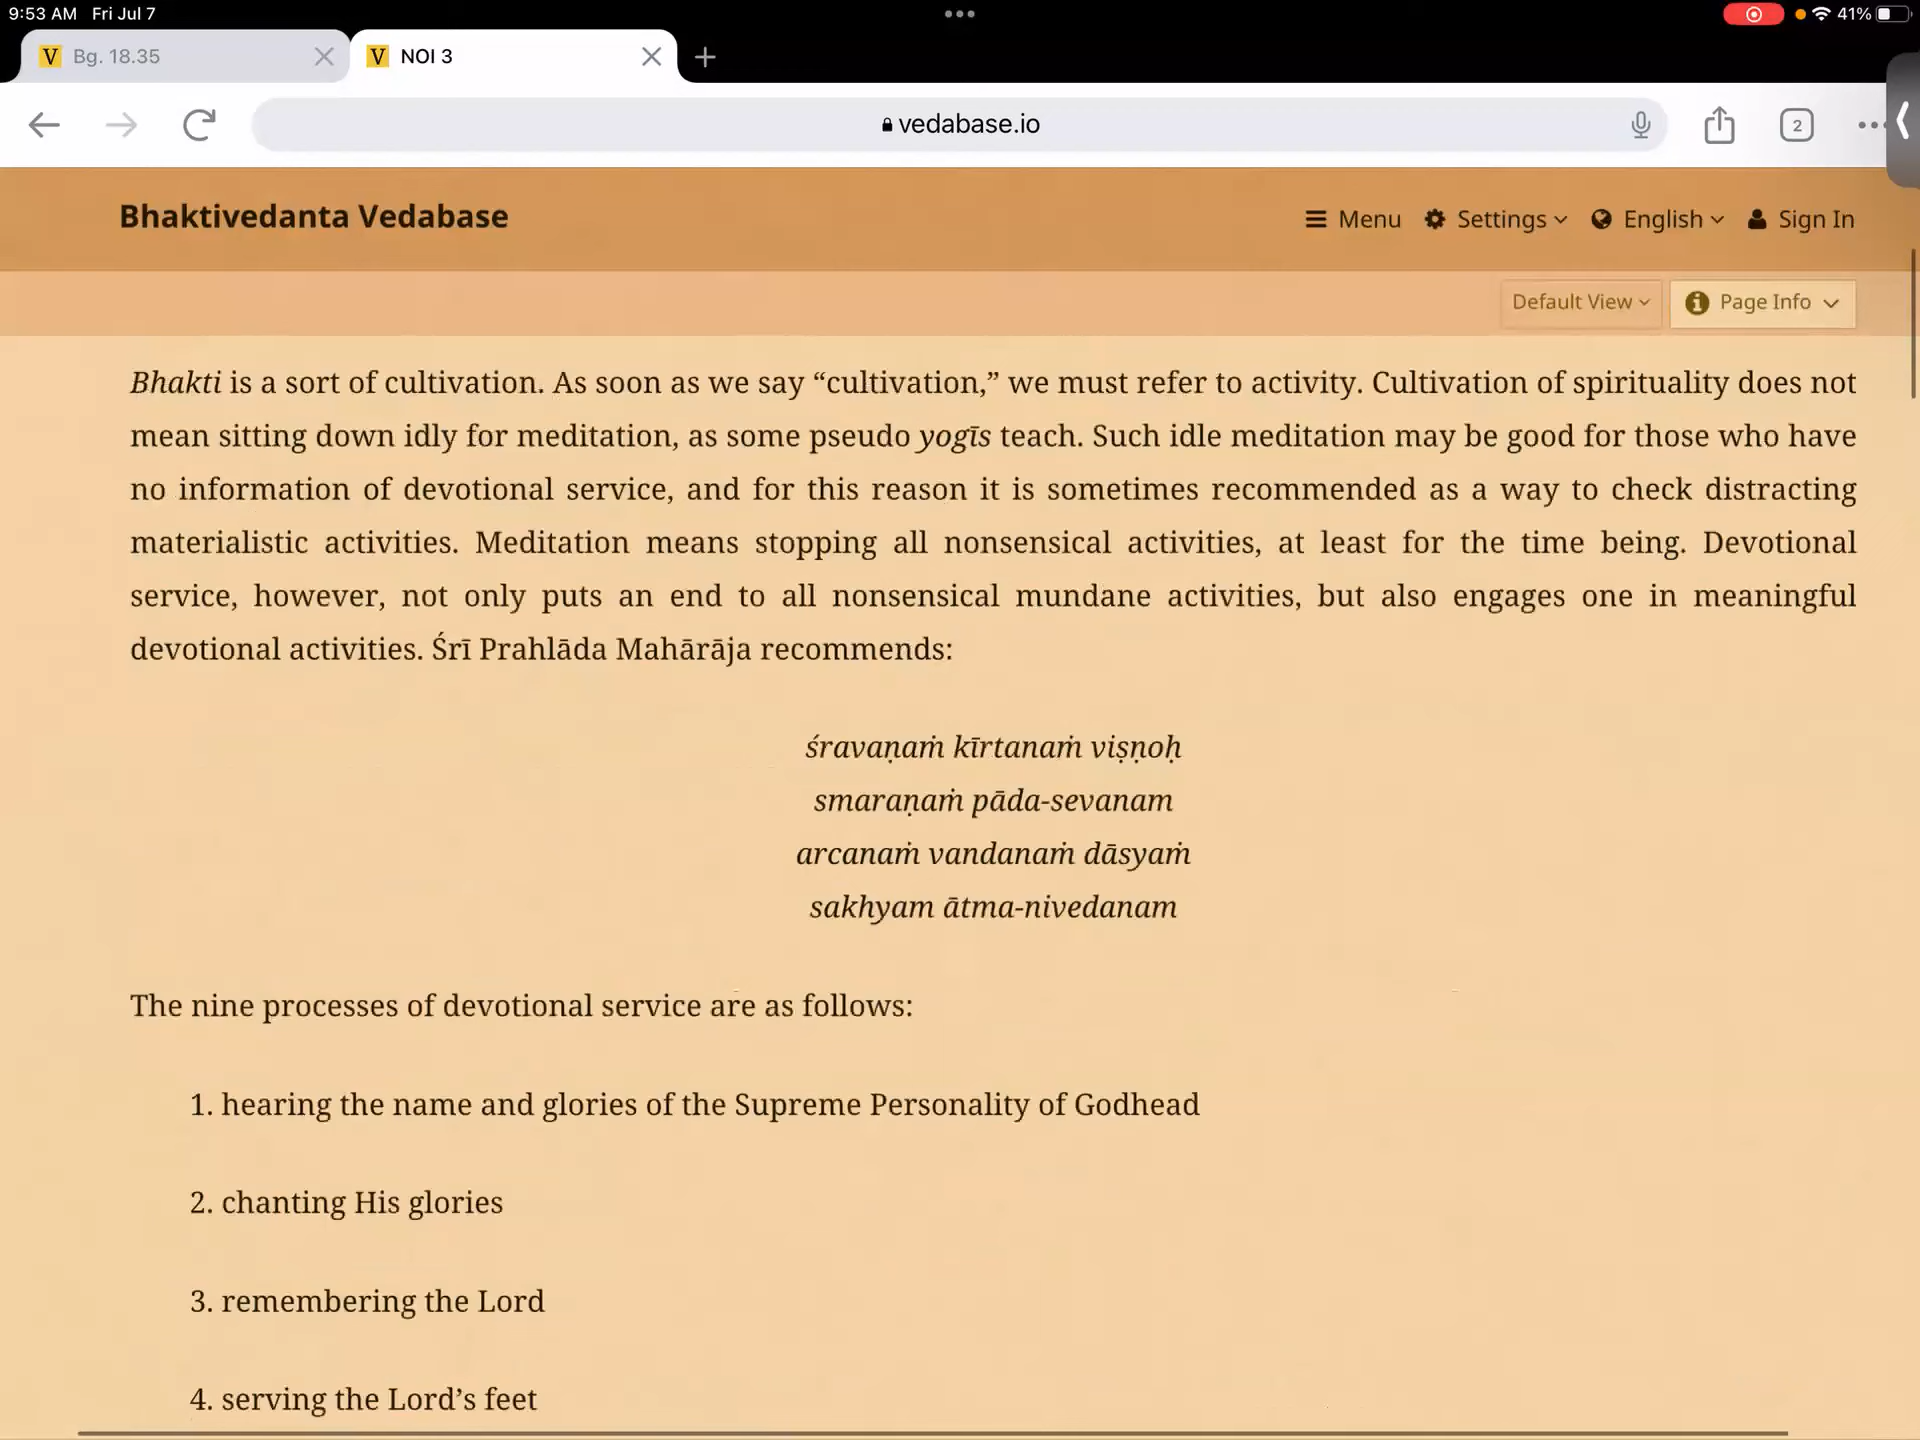 9:53 AM Fri Jul 7
41%
V Bg. 18.35
V NOI 3
vedabase.io
2
Bhaktivedanta Vedabase
Menu Settings English Sign In
Default View Page Info
Bhakti is a sort of cultivation. As soon as we say “cultivation,” we must refer to activity. Cultivation of spirituality does not
mean sitting down idly for meditation, as some pseudo yogīs teach. Such idle meditation may be good for those who have
no information of devotional service, and for this reason it is sometimes recommended as a way to check distracting
materialistic activities. Meditation means stopping all nonsensical activities, at least for the time being. Devotional
service, however, not only puts an end to all nonsensical mundane activities, but also engages one in meaningful
devotional activities. Śrī Prahlāda Mahārāja recommends:
śravaṇaṁ kīrtanaṁ viṣṇoḥ
smaraṇaṁ pāda-sevanam
arcanaṁ vandanaṁ dāsyaṁ
sakhyam ātma-nivedanam
The nine processes of devotional service are as follows:
1. hearing the name and glories of the Supreme Personality of Godhead
2. chanting His glories
3. remembering the Lord
4. serving the Lord’s feet